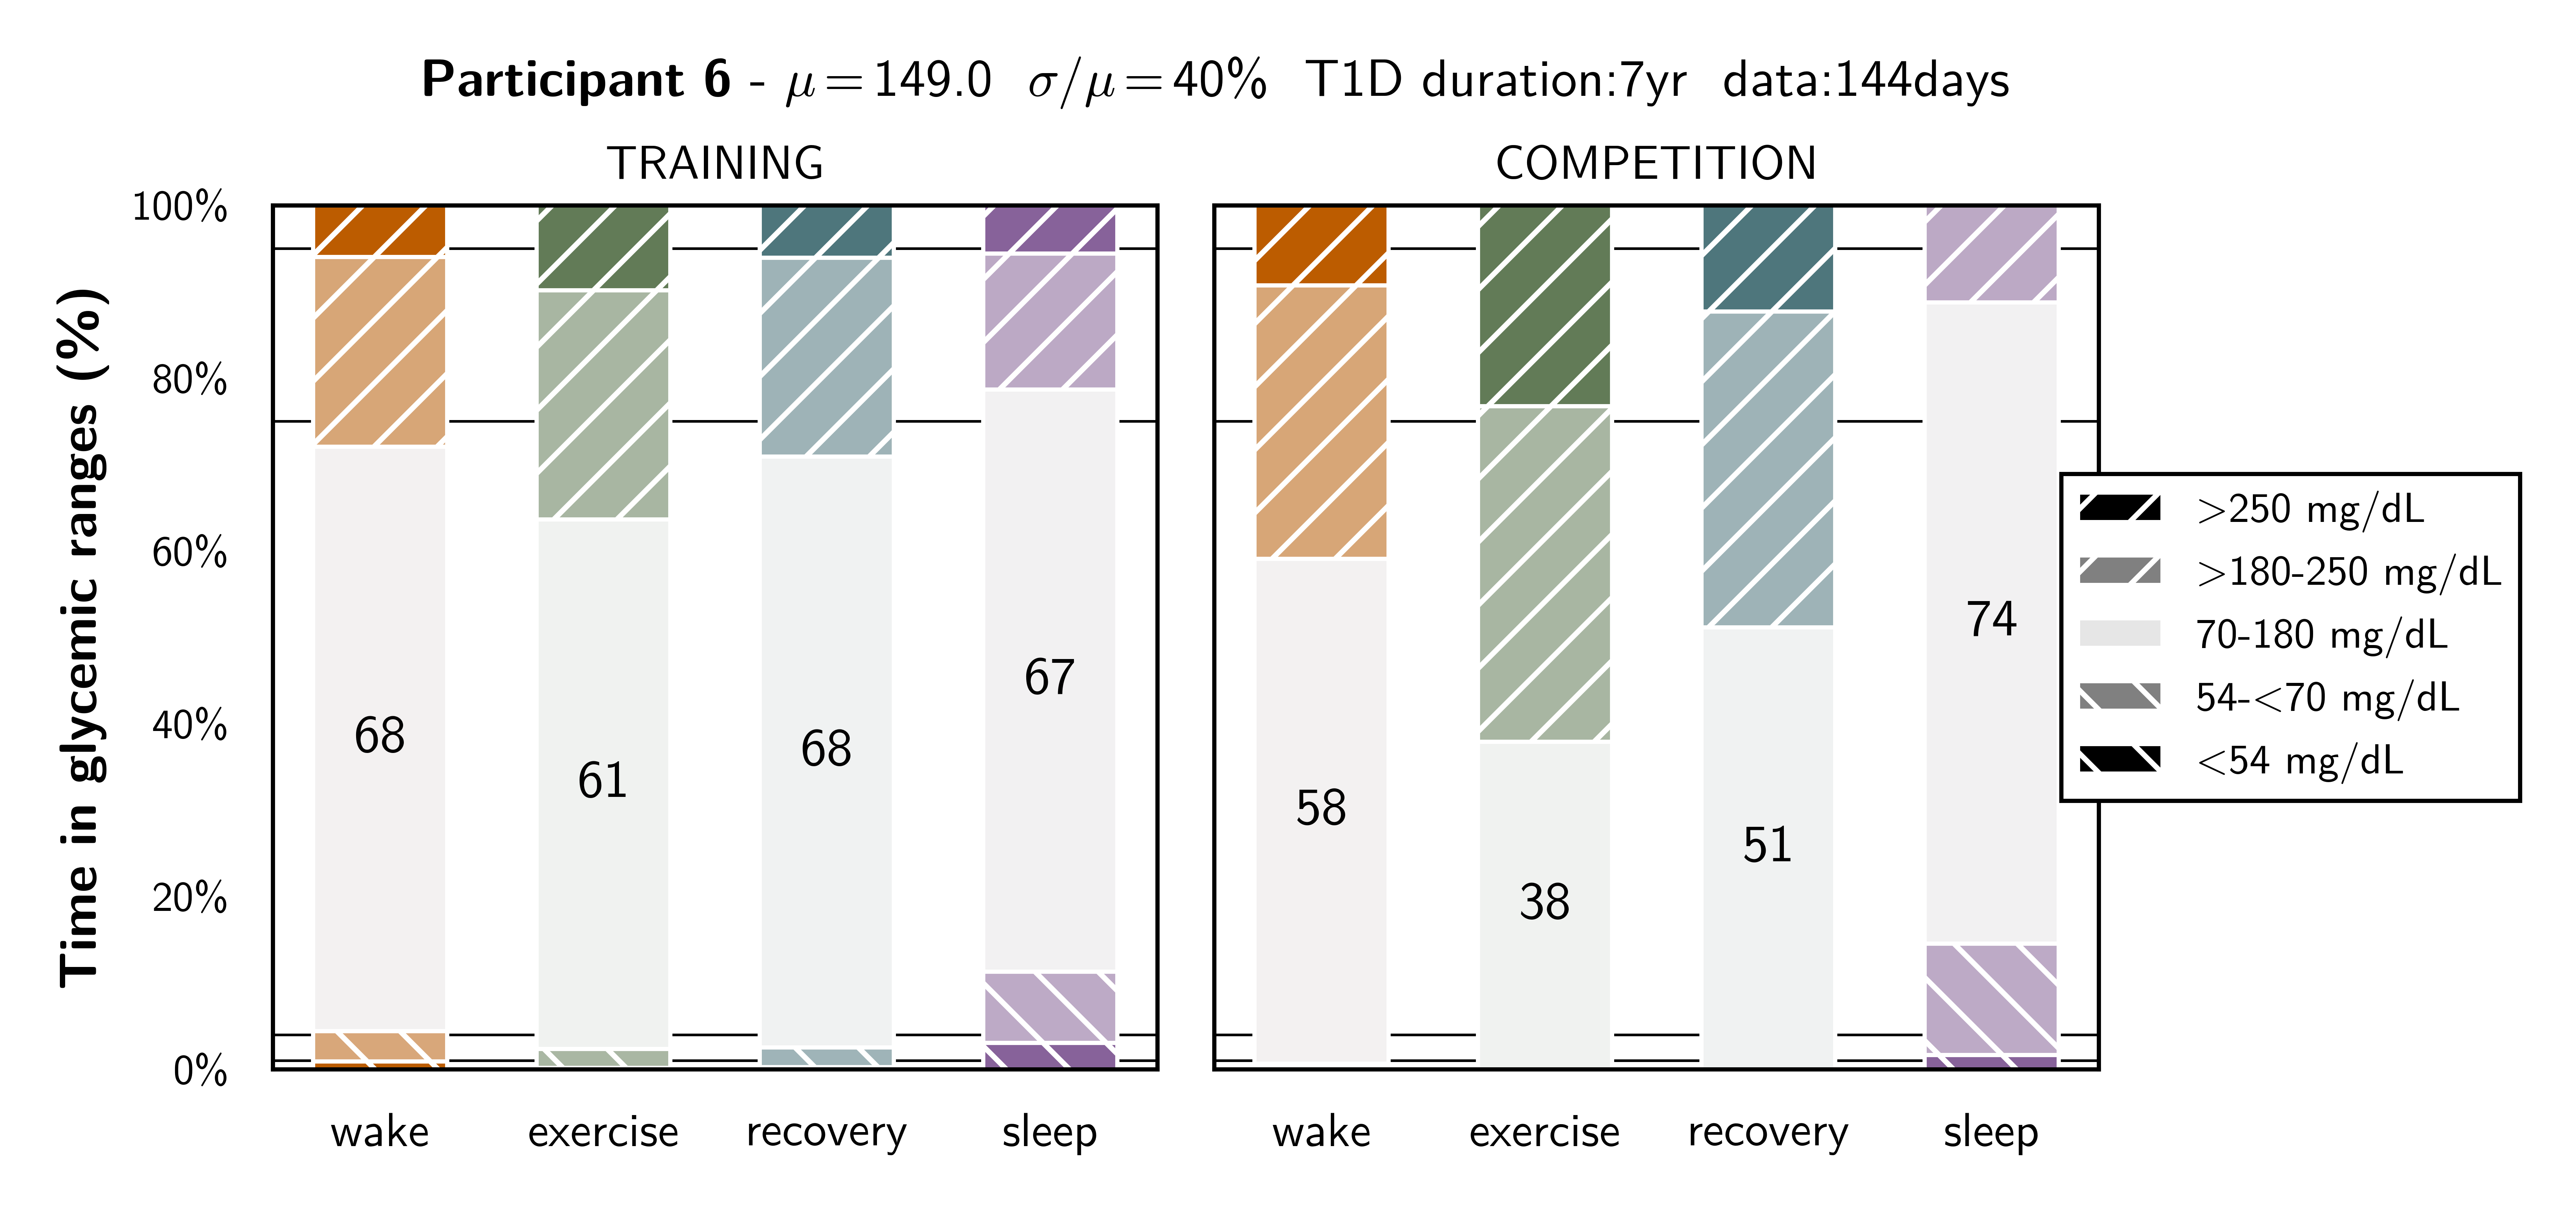 Participant 6 - μ=149.0 σ/μ=40% T1D duration:7yr data:144days
TRAINING
COMPETITION
Time in glycemic ranges (%)
100%
80%
60%
40%
20%
0%
68
61
68
67
58
38
51
74
wake exercise recovery sleep
wake exercise recovery sleep
>250 mg/dL
>180-250 mg/dL
70-180 mg/dL
54-<70 mg/dL
<54 mg/dL